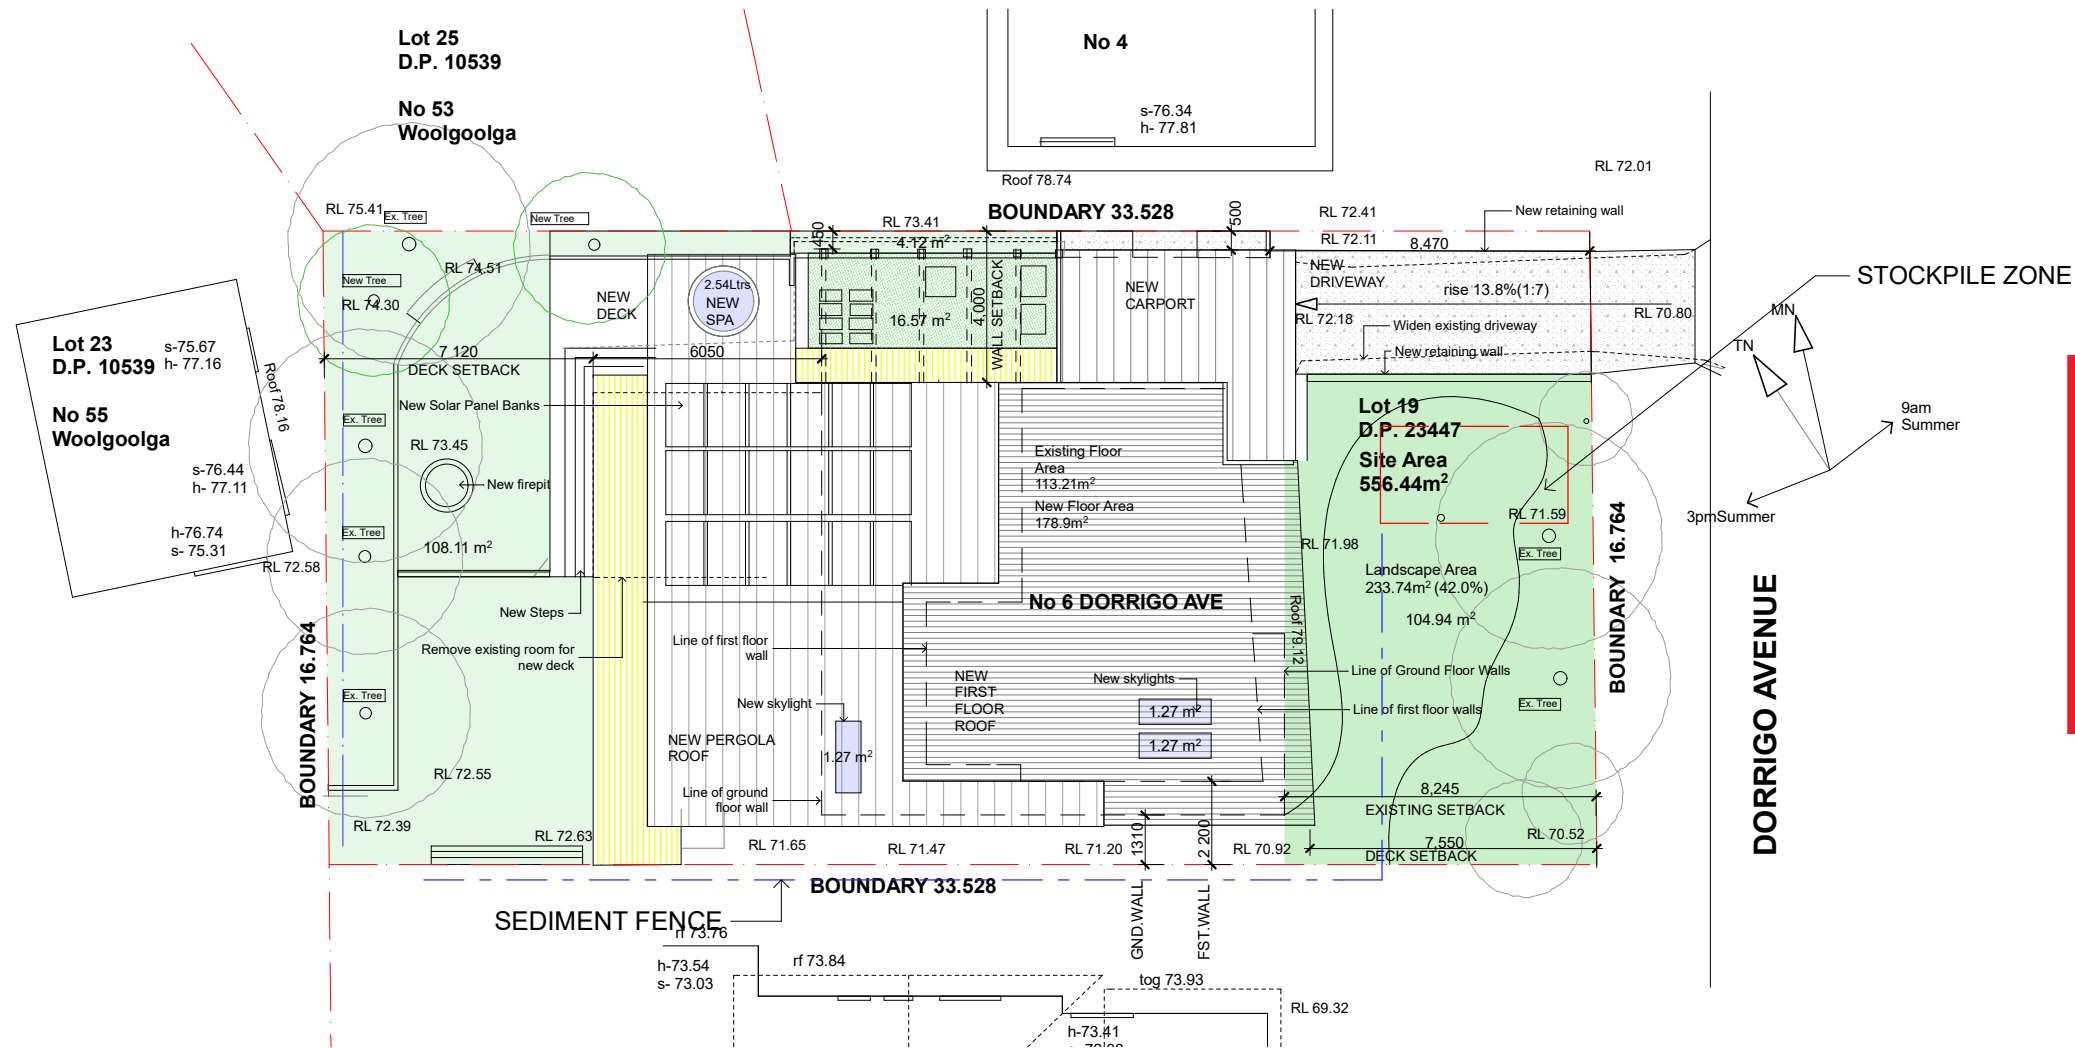 Lot 25
D.P. 10539
No 53
Woolgoolga
No 4
s-76.34
h- 77.81
Roof 78.74
RL 72.01
RL 75.41
Ex. Tree
New Tree
RL 73.41
BOUNDARY 33.528
500
RL 72.41
New retaining wall
450
4.12 m²
RL 72.11
8,470
RL 74.51
New Tree
RL 74.30
NEW
DECK
2.54Ltrs
NEW
SPA
16.57 m²
4,000
WALL SETBACK
NEW
CARPORT
NEW
DRIVEWAY
rise 13.8%(1:7)
RL 72.18
RL 70.80
Widen existing driveway
New retaining wall
STOCKPILE ZONE
MN
TN
9am
Summer
3pmSummer
Lot 23
D.P. 10539
s-75.67
h- 77.16
Roof 78.16
No 55
Woolgoolga
s-76.44
h- 77.11
h-76.74
s- 75.31
RL 72.58
7 120
DECK SETBACK
6050
New Solar Panel Banks
Ex. Tree
RL 73.45
New firepit
Ex. Tree
108.11 m²
New Steps
Remove existing room for
new deck
Ex. Tree
BOUNDARY 16.764
Existing Floor
Area
113.21m²
New Floor Area
178.9m²
Lot 19
D.P. 23447
Site Area
556.44m²
RL 71.59
Ex. Tree
RL 71.98
Landscape Area
233.74m² (42.0%)
104.94 m²
BOUNDARY 16.764
DORRIGO AVENUE
No 6 DORRIGO AVE
Roof 79.12
Line of first floor
wall
New skylight
NEW PERGOLA
ROOF
1.27 m²
Line of ground
floor wall
NEW
FIRST
FLOOR
ROOF
New skylights
1.27 m²
1.27 m²
Line of Ground Floor Walls
Line of first floor walls
Ex. Tree
8,245
EXISTING SETBACK
7,550
DECK SETBACK
RL 70.52
RL 72.55
RL 72.39
RL 72.63
RL 71.65
RL 71.47
RL 71.20
1310
2 200
RL 70.92
BOUNDARY 33.528
GND.WALL
FST.WALL
SEDIMENT FENCE
rf 73.76
h-73.54
s- 73.03
rf 73.84
tog 73.93
RL 69.32
h-73.41